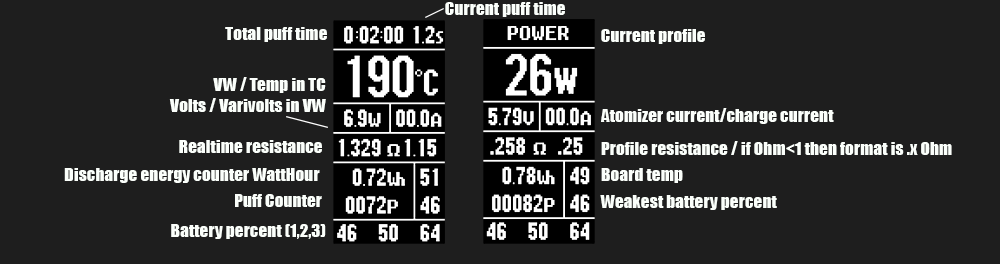 Current puff time
Total puff time 0:02:00 1.2s POWER Current profile
VW / Temp in TC 190°C 26W
Volts / Varivolts in VW 6.9W 00.0A 5.79V 00.0A Atomizer current/charge current
Realtime resistance 1.329 Ω 1.15 .258 Ω .25 Profile resistance / if Ohm<1 then format is .x Ohm
Discharge energy counter WattHour 0.72Wh 51 0.78Wh 49 Board temp
Puff Counter 0072P 46 00082P 46 Weakest battery percent
Battery percent (1,2,3) 46 50 64 46 50 64